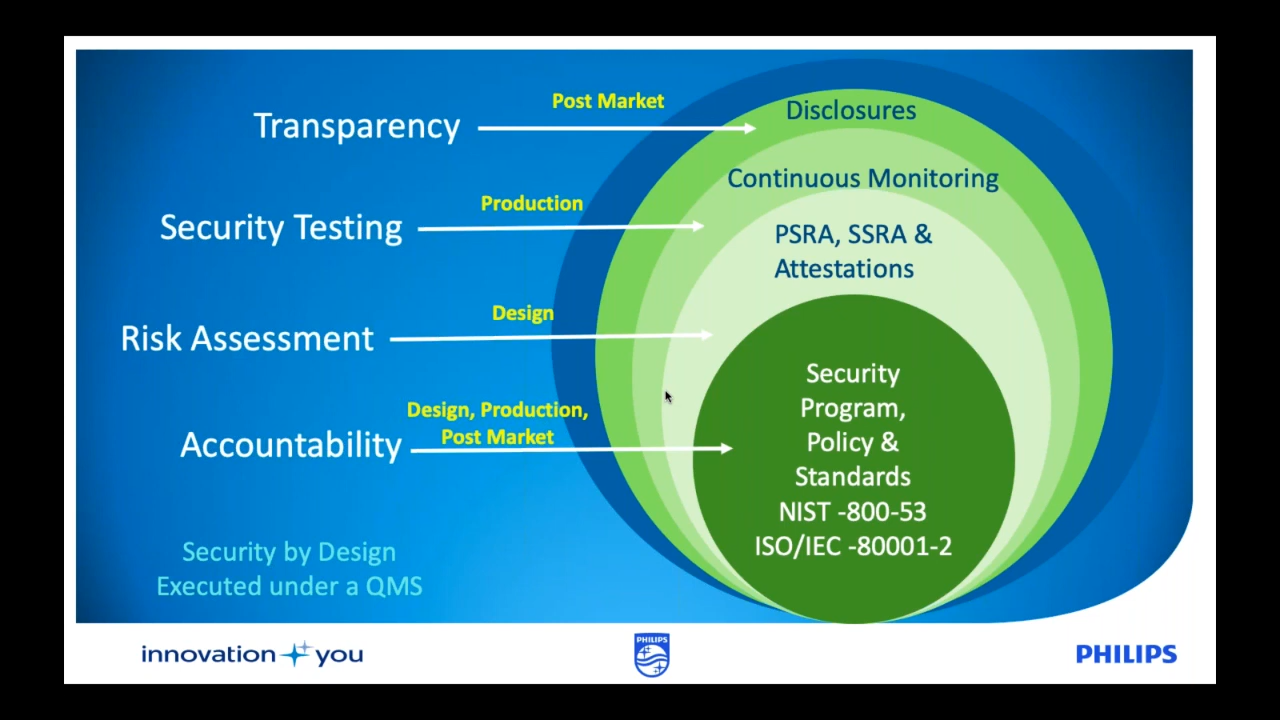 Post Market
Disclosures
Transparency
Continuous Monitoring
Production
Security Testing
PSRA, SSRA &
Attestations
Design
Risk Assessment
Security
Program,
Policy &
Standards
NIST -800-53
ISO/IEC -80001-2
Design, Production,
Post Market
Accountability
Security by Design
Executed under a QMS
innovation you
PHILIPS
PHILIPS